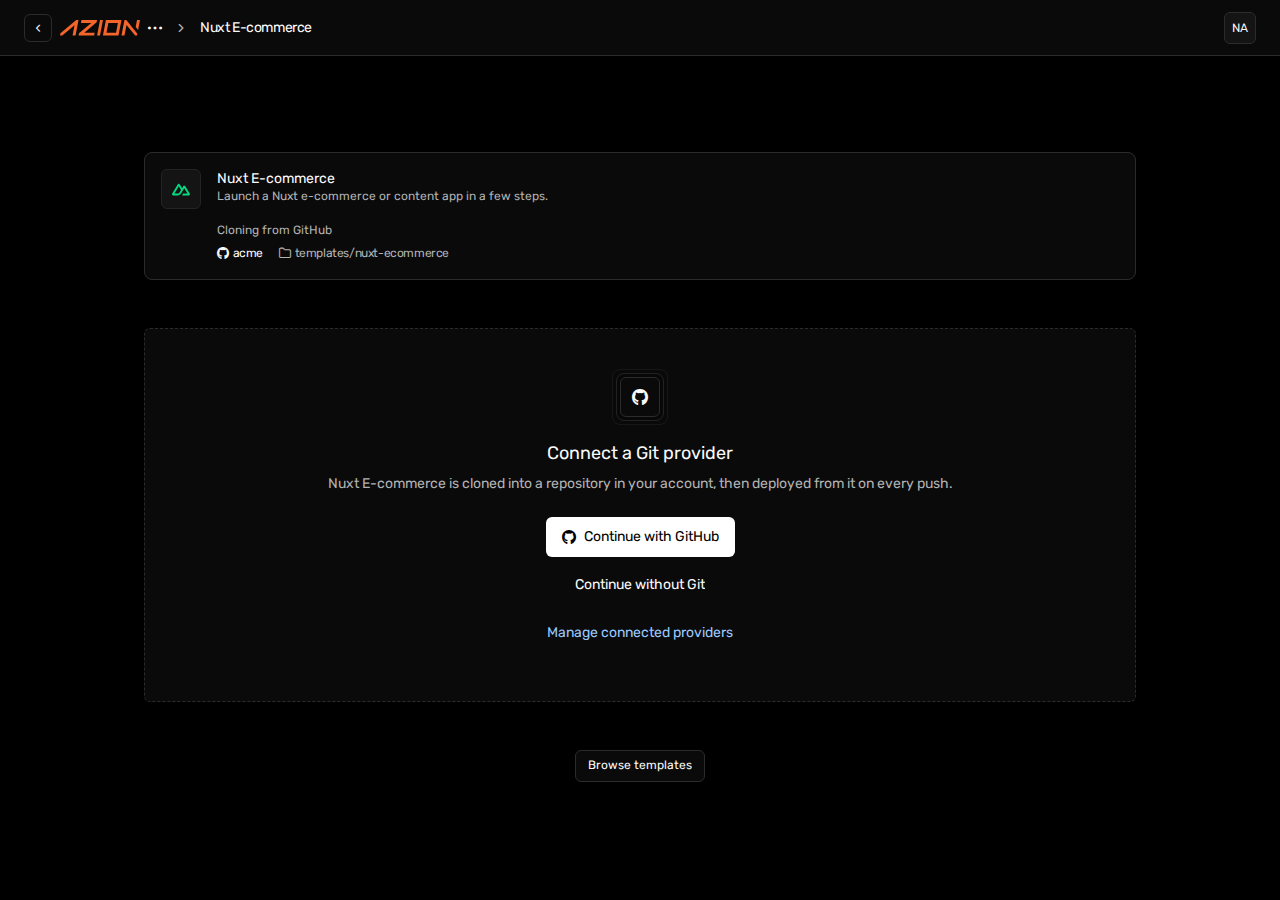 AZION ··· › Nuxt E-commerce
NA
Nuxt E-commerce
Launch a Nuxt e-commerce or content app in a few steps.
Cloning from GitHub
acme templates/nuxt-ecommerce
Connect a Git provider
Nuxt E-commerce is cloned into a repository in your account, then deployed from it on every push.
Continue with GitHub
Continue without Git
Manage connected providers
Browse templates